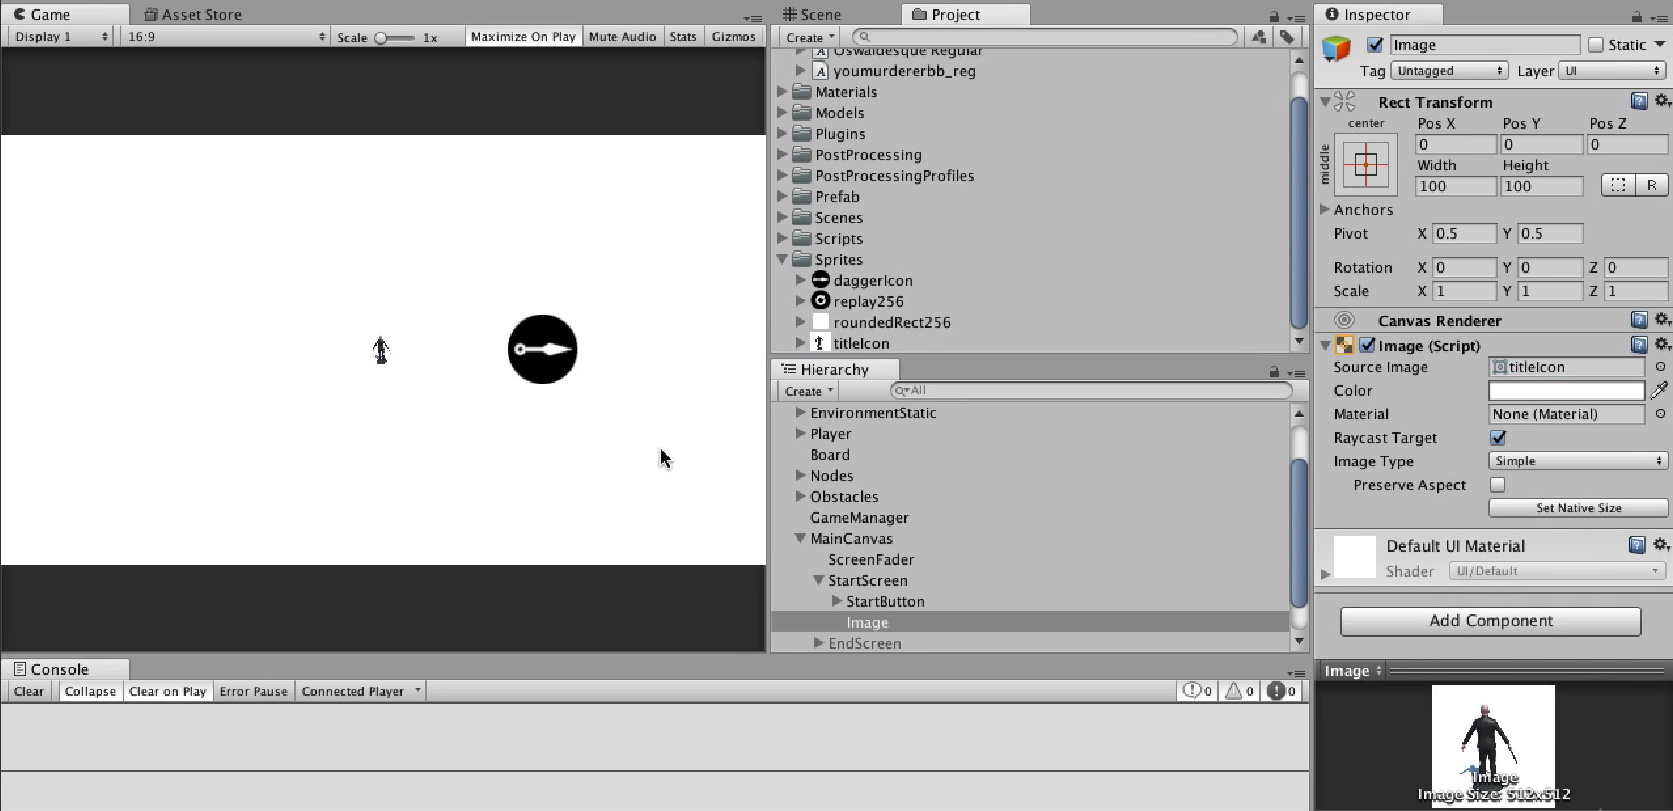 Game
Asset Store
Display 1
16:9
Scale
1x
Maximize On Play
Mute Audio
Stats
Gizmos
Scene
Project
Create
Oswaldesque Regular
youmurdererbb_reg
Materials
Models
Plugins
PostProcessing
PostProcessingProfiles
Prefab
Scenes
Scripts
Sprites
daggerIcon
replay256
roundedRect256
titleIcon
Hierarchy
Create
All
EnvironmentStatic
Player
Board
Nodes
Obstacles
GameManager
MainCanvas
ScreenFader
StartScreen
StartButton
Image
EndScreen
Console
Clear
Collapse
Clear on Play
Error Pause
Connected Player
0
0
0
Inspector
Image
Static
Tag
Untagged
Layer
UI
Rect Transform
center
middle
Pos X
Pos Y
Pos Z
0
0
0
Width
Height
100
100
R
Anchors
Pivot
X 0.5
Y 0.5
Rotation
X 0
Y 0
Z 0
Scale
X 1
Y 1
Z 1
Canvas Renderer
Image (Script)
Source Image
titleIcon
Color
Material
None (Material)
Raycast Target
Image Type
Simple
Preserve Aspect
Set Native Size
Default UI Material
Shader
UI/Default
Add Component
Image
Image
Image Size: 512x512